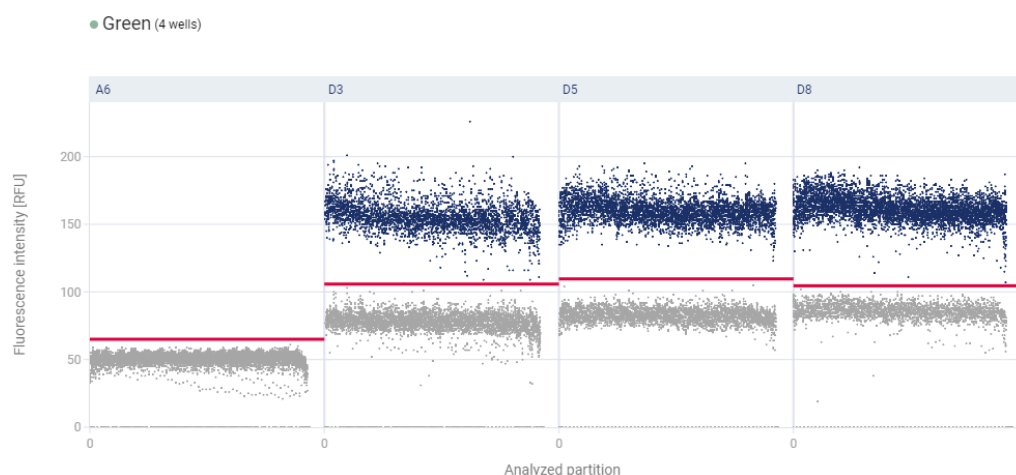 Green (4 wells)
A6 D3 D5 D8
Fluorescence intensity [RFU]
200
150
100
50
0
0 0 0 0
Analyzed partition